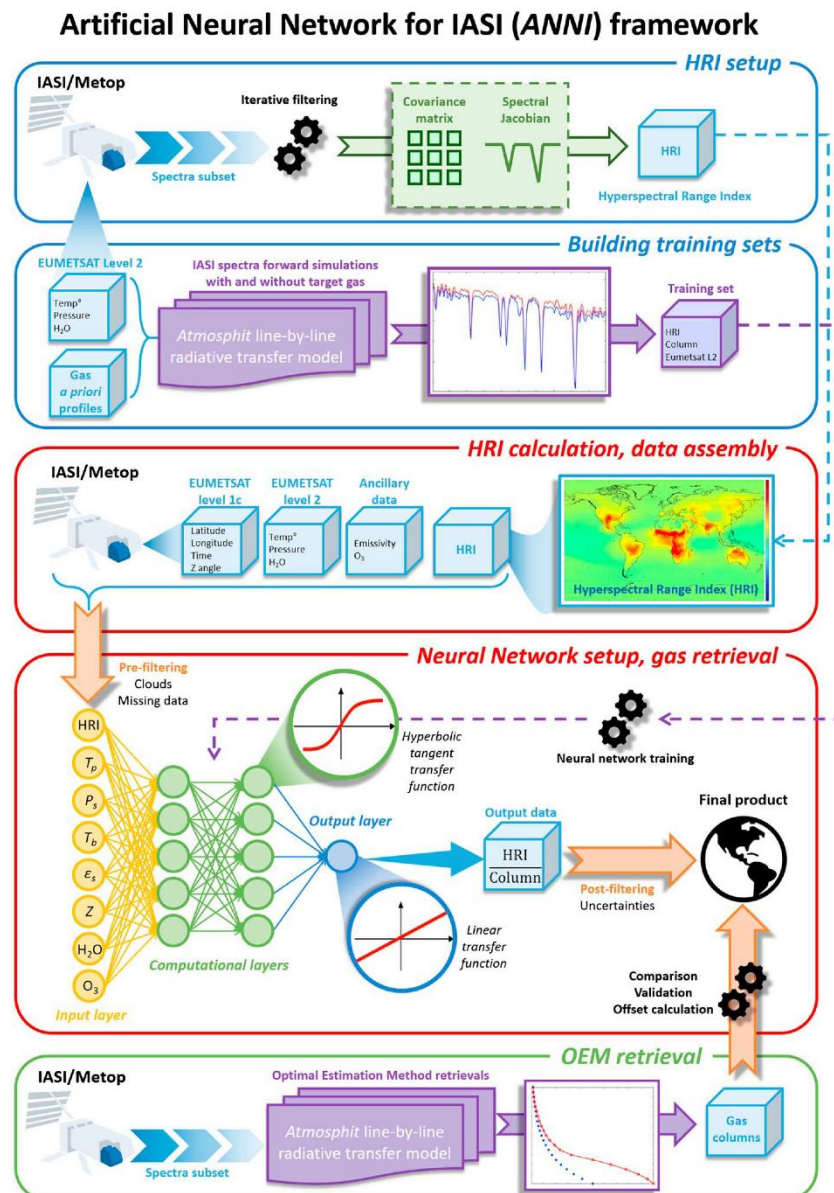 Artificial Neural Network for IASI (ANNI) framework
HRI setup
IASI/Metop
Spectra subset
Iterative filtering
Covariance
matrix
Spectral
Jacobian
HRI
Hyperspectral Range Index
Building training sets
EUMETSAT Level 2
Temp°
Pressure
H₂O
Gas
a priori
profiles
IASI spectra forward simulations
with and without target gas
Atmosphit line-by-line
radiative transfer model
Training set
HRI
Column
Eumetsat L2
HRI calculation, data assembly
IASI/Metop
EUMETSAT
level 1c
Latitude
Longitude
Time
Z angle
EUMETSAT
level 2
Temp°
Pressure
H₂O
Ancillary
data
Emissivity
O₃
HRI
Hyperspectral Range Index (HRI)
Neural Network setup, gas retrieval
Pre-filtering
Clouds
Missing data
HRI
Tₚ
Pₛ
T_b
εₛ
Z
H₂O
O₃
Input layer
Computational layers
Hyperbolic
tangent
transfer
function
Output layer
Linear
transfer
function
Neural network training
Output data
HRI
Column
Post-filtering
Uncertainties
Final product
Comparison
Validation
Offset calculation
OEM retrieval
IASI/Metop
Spectra subset
Optimal Estimation Method retrievals
Atmosphit line-by-line
radiative transfer model
Gas
columns